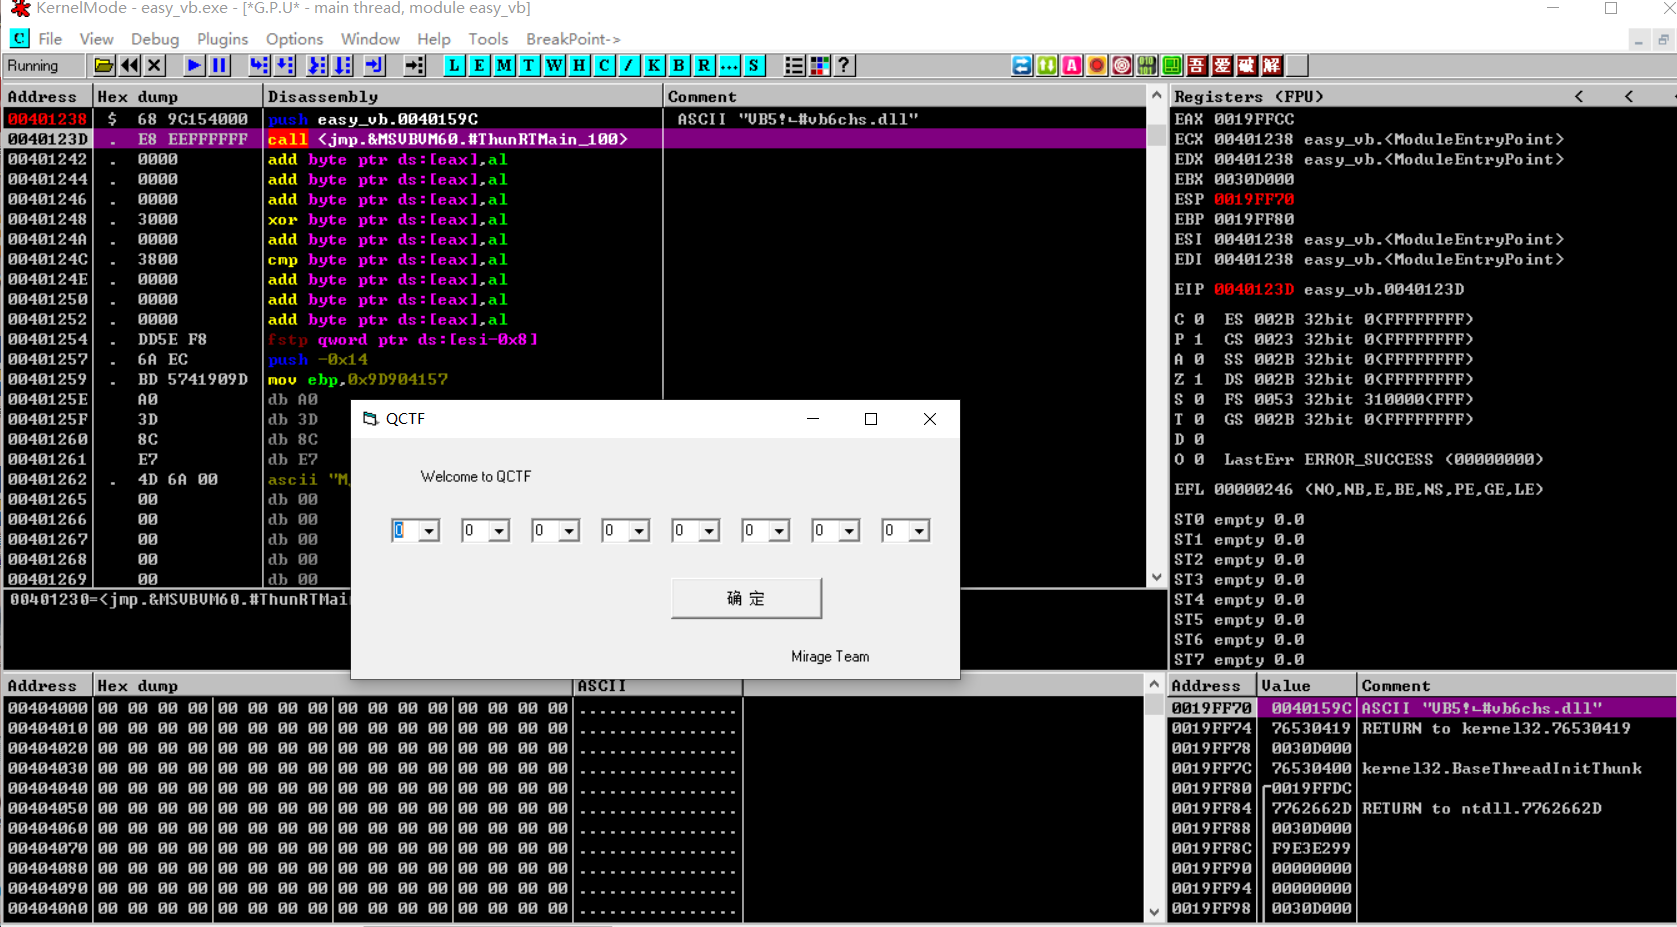 KernelMode - easy_vb.exe - [*G.P.U* - main thread, module easy_vb]
C File View Debug Plugins Options Window Help Tools BreakPoint->
Running L E M T W H C / K B R ... S ? A 吾 爱 破 解
Address Hex dump Disassembly Comment
00401238 $ 68 9C154000 push easy_vb.0040159C ASCII "VB5!∟#vb6chs.dll"
0040123D . E8 EEFFFFFF call <jmp.&MSVBVM60.#ThunRTMain_100>
00401242 . 0000 add byte ptr ds:[eax],al
00401244 . 0000 add byte ptr ds:[eax],al
00401246 . 0000 add byte ptr ds:[eax],al
00401248 . 3000 xor byte ptr ds:[eax],al
0040124A . 0000 add byte ptr ds:[eax],al
0040124C . 3800 cmp byte ptr ds:[eax],al
0040124E . 0000 add byte ptr ds:[eax],al
00401250 . 0000 add byte ptr ds:[eax],al
00401252 . 0000 add byte ptr ds:[eax],al
00401254 . DD5E F8 fstp qword ptr ds:[esi-0x8]
00401257 . 6A EC push -0x14
00401259 . BD 5741909D mov ebp,0x9D904157
0040125E A0 db A0
0040125F 3D db 3D
00401260 8C db 8C
00401261 E7 db E7
00401262 . 4D 6A 00 ascii "M
00401265 00 db 00
00401266 00 db 00
00401267 00 db 00
00401268 00 db 00
00401269 00 db 00
00401230=<jmp.&MSVBVM60.#ThunRTMai
Registers (FPU) < <
EAX 0019FFCC
ECX 00401238 easy_vb.<ModuleEntryPoint>
EDX 00401238 easy_vb.<ModuleEntryPoint>
EBX 0030D000
ESP 0019FF70
EBP 0019FF80
ESI 00401238 easy_vb.<ModuleEntryPoint>
EDI 00401238 easy_vb.<ModuleEntryPoint>
EIP 0040123D easy_vb.0040123D
C 0 ES 002B 32bit 0(FFFFFFFF)
P 1 CS 0023 32bit 0(FFFFFFFF)
A 0 SS 002B 32bit 0(FFFFFFFF)
Z 1 DS 002B 32bit 0(FFFFFFFF)
S 0 FS 0053 32bit 310000(FFF)
T 0 GS 002B 32bit 0(FFFFFFFF)
D 0
O 0 LastErr ERROR_SUCCESS (00000000)
EFL 00000246 (NO,NB,E,BE,NS,PE,GE,LE)
ST0 empty 0.0
ST1 empty 0.0
ST2 empty 0.0
ST3 empty 0.0
ST4 empty 0.0
ST5 empty 0.0
ST6 empty 0.0
ST7 empty 0.0
QCTF
Welcome to QCTF
0 0 0 0 0 0 0 0
确 定
Mirage Team
Address Hex dump ASCII
00404000 00 00 00 00 00 00 00 00 00 00 00 00 00 00 00 00 ................
00404010 00 00 00 00 00 00 00 00 00 00 00 00 00 00 00 00 ................
00404020 00 00 00 00 00 00 00 00 00 00 00 00 00 00 00 00 ................
00404030 00 00 00 00 00 00 00 00 00 00 00 00 00 00 00 00 ................
00404040 00 00 00 00 00 00 00 00 00 00 00 00 00 00 00 00 ................
00404050 00 00 00 00 00 00 00 00 00 00 00 00 00 00 00 00 ................
00404060 00 00 00 00 00 00 00 00 00 00 00 00 00 00 00 00 ................
00404070 00 00 00 00 00 00 00 00 00 00 00 00 00 00 00 00 ................
00404080 00 00 00 00 00 00 00 00 00 00 00 00 00 00 00 00 ................
00404090 00 00 00 00 00 00 00 00 00 00 00 00 00 00 00 00 ................
004040A0 00 00 00 00 00 00 00 00 00 00 00 00 00 00 00 00 ................
Address Value Comment
0019FF70 0040159C ASCII "VB5!∟#vb6chs.dll"
0019FF74 76530419 RETURN to kernel32.76530419
0019FF78 0030D000
0019FF7C 76530400 kernel32.BaseThreadInitThunk
0019FF80 0019FFDC
0019FF84 7762662D RETURN to ntdll.7762662D
0019FF88 0030D000
0019FF8C F9E3E299
0019FF90 00000000
0019FF94 00000000
0019FF98 0030D000